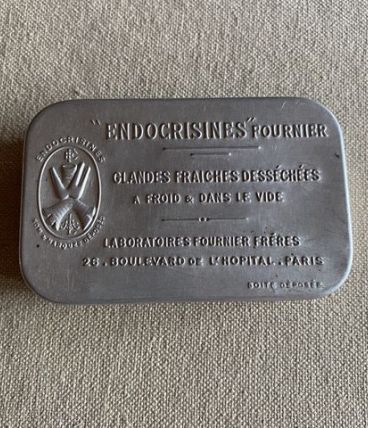 "ENDOCRISINES" FOURNIER
GLANDES FRAICHES DESSÉCHÉES
A FROID & DANS LE VIDE
LABORATOIRES FOURNIER FRÉRES
26. BOULEVARD DE L'HOPITAL. PARIS
BOITE DÉPOSÉE
ENDOCRISINES